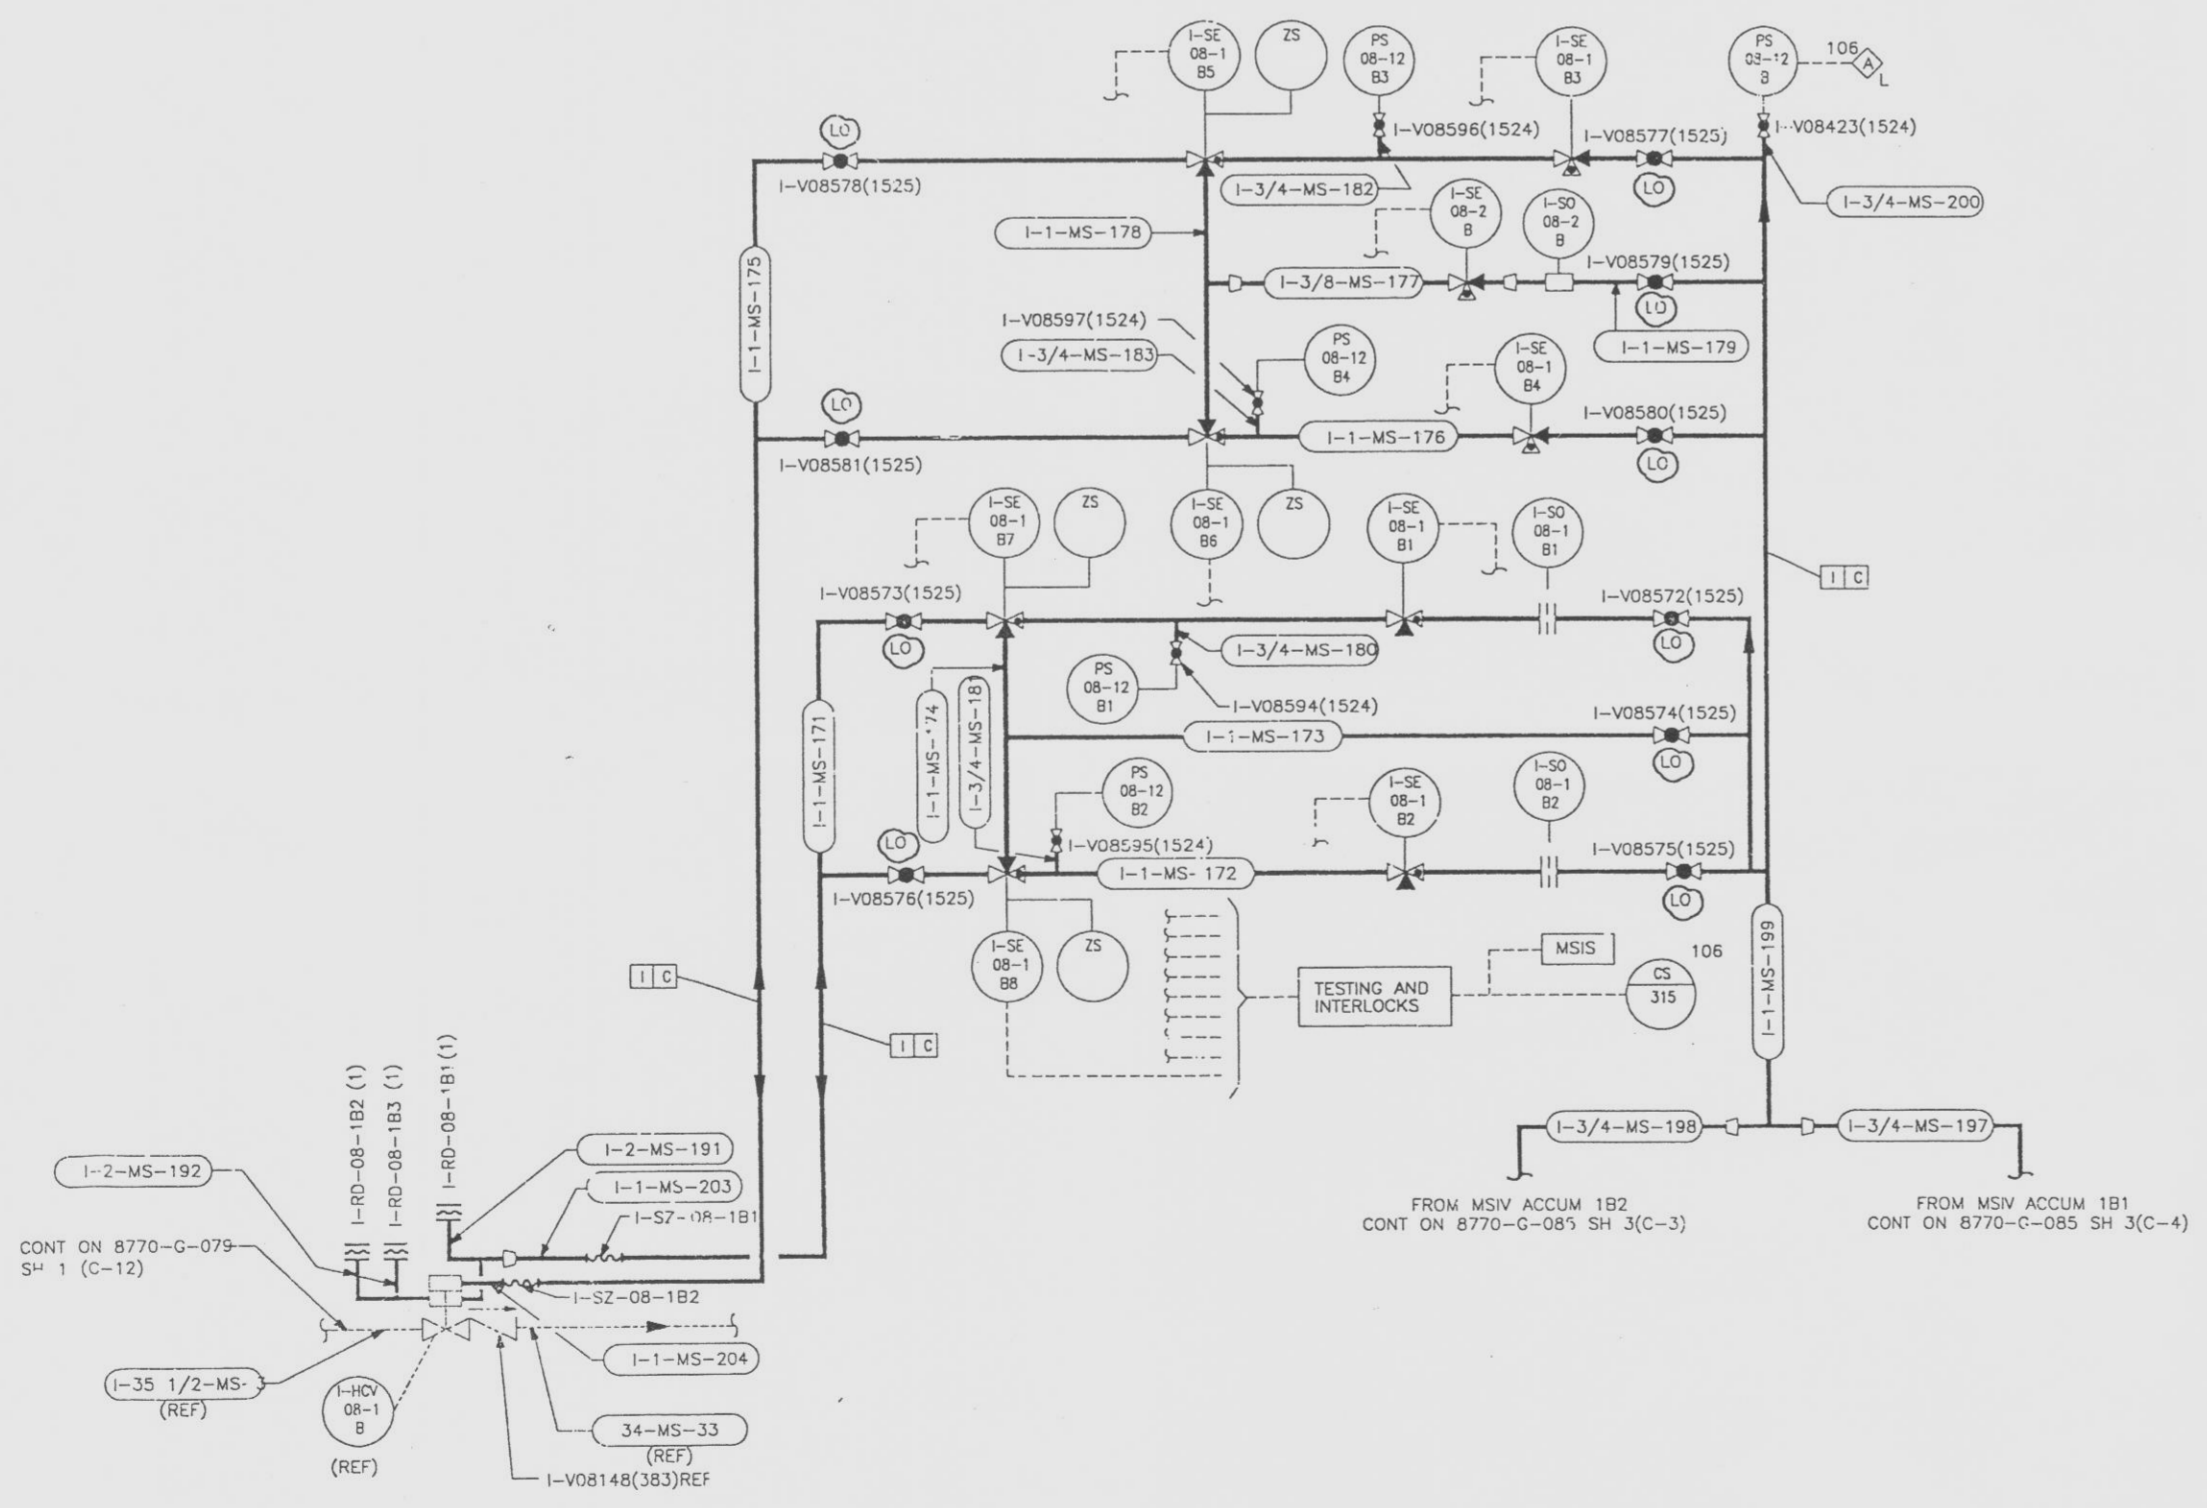 I-SE
08-1
B5
ZS
PS
08-12
B3
I-SE
08-1
B3
PS
08-12
B
106
A
L
LO
I-V08596(1524)
I-V08577(1525)
I-V08423(1524)
I-V08578(1525)
I-3/4-MS-182
LO
I-3/4-MS-200
I-SE
08-2
B
I-SO
08-2
B
I-1-MS-178
I-V08579(1525)
I-1-MS-175
I-3/8-MS-177
LO
I-V08597(1524)
I-3/4-MS-183
PS
08-12
B4
I-SE
08-1
B4
I-1-MS-179
LO
I-V08580(1525)
I-1-MS-176
I-V08581(1525)
LO
I-SE
08-1
B7
ZS
I-SE
08-1
B6
ZS
I-SE
08-1
B1
I-SO
08-1
B1
I C
I-V08573(1525)
I-V08572(1525)
LO
I-3/4-MS-180
LO
PS
08-12
B1
I-V08594(1524)
I-V08574(1525)
I-1-MS-171
I-1-MS-174
I-3/4-MS-181
I-1-MS-173
LO
PS
08-12
B2
I-SE
08-1
B2
I-SO
08-1
B2
LO
I-V08595(1524)
I-V08575(1525)
I-1-MS-172
I-V08576(1525)
LO
I-SE
08-1
B8
ZS
MSIS
106
CS
315
TESTING AND
INTERLOCKS
I-1-MS-199
I C
I C
I-RD-08-1B2 (1)
I-RD-08-1B3 (1)
I-RD-08-1B1 (1)
I-3/4-MS-198
I-3/4-MS-197
I-2-MS-191
I-2-MS-192
I-1-MS-203
FROM MSIV ACCUM 1B2
CONT ON 8770-G-085 SH 3(C-3)
FROM MSIV ACCUM 1B1
CONT ON 8770-G-085 SH 3(C-4)
I-SZ-08-1B1
CONT ON 8770-G-079
SH 1 (C-12)
I-SZ-08-1B2
I-1-MS-204
I-35 1/2-MS-
(REF)
I-HCV
08-1
B
(REF)
34-MS-33
(REF)
I-V08148(383)REF